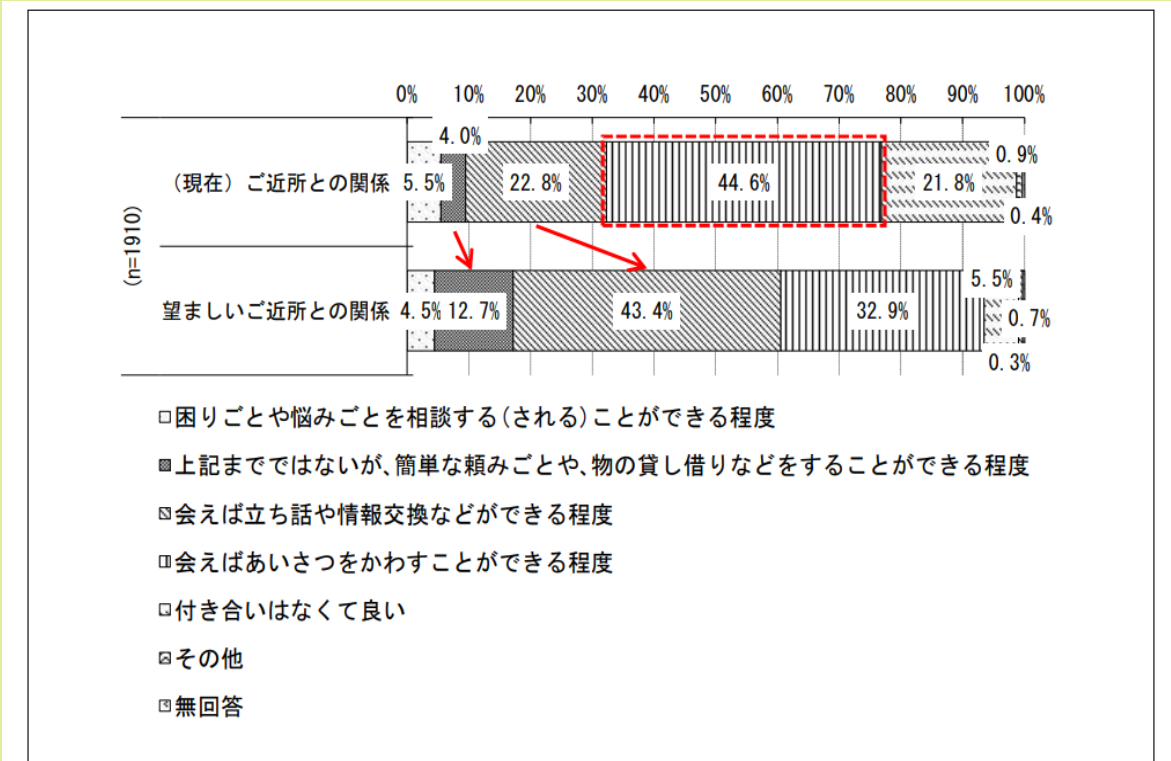 0% 10% 20% 30% 40% 50% 60% 70% 80% 90% 100%
(n=1910)
4.0% 0.9%
(現在)ご近所との関係 5.5% 22.8% 44.6% 21.8%
0.4%
5.5%
望ましいご近所との関係 4.5% 12.7% 43.4% 32.9% 0.7%
0.3%
困りごとや悩みごとを相談する(される)ことができる程度
上記までではないが、簡単な頼みごとや、物の貸し借りなどをすることができる程度
会えば立ち話や情報交換などができる程度
会えばあいさつをかわすことができる程度
付き合いはなくて良い
その他
無回答